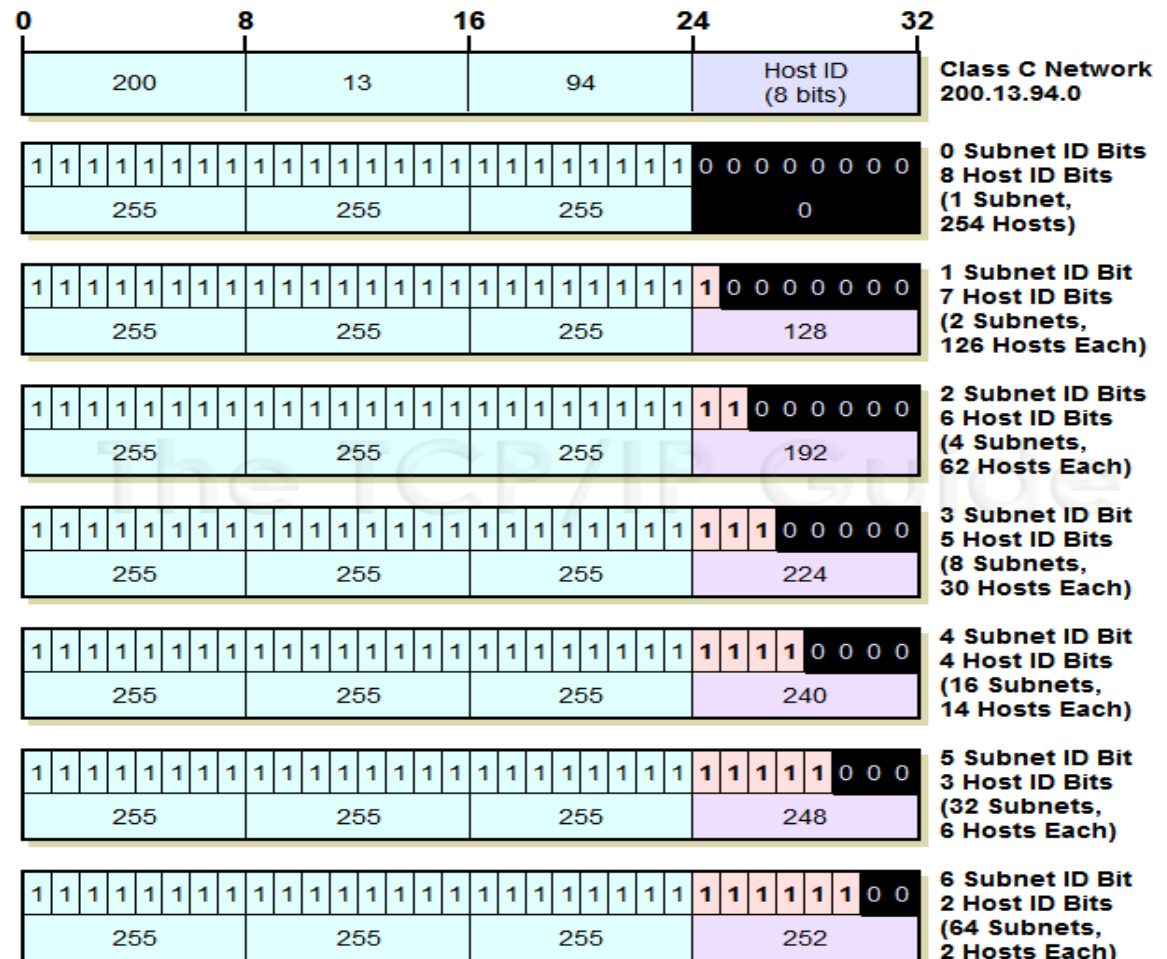 0 8 16 24 32
200 13 94 Host ID
(8 bits)
Class C Network
200.13.94.0
1 1 1 1 1 1 1 1 1 1 1 1 1 1 1 1 1 1 1 1 1 1 1 1 0 0 0 0 0 0 0 0
255 255 255 0
0 Subnet ID Bits
8 Host ID Bits
(1 Subnet,
254 Hosts)
1 1 1 1 1 1 1 1 1 1 1 1 1 1 1 1 1 1 1 1 1 1 1 1 1 0 0 0 0 0 0 0
255 255 255 128
1 Subnet ID Bit
7 Host ID Bits
(2 Subnets,
126 Hosts Each)
1 1 1 1 1 1 1 1 1 1 1 1 1 1 1 1 1 1 1 1 1 1 1 1 1 1 0 0 0 0 0 0
255 255 255 192
2 Subnet ID Bits
6 Host ID Bits
(4 Subnets,
62 Hosts Each)
The TCP/IP Guide
1 1 1 1 1 1 1 1 1 1 1 1 1 1 1 1 1 1 1 1 1 1 1 1 1 1 1 0 0 0 0 0
255 255 255 224
3 Subnet ID Bit
5 Host ID Bits
(8 Subnets,
30 Hosts Each)
1 1 1 1 1 1 1 1 1 1 1 1 1 1 1 1 1 1 1 1 1 1 1 1 1 1 1 1 0 0 0 0
255 255 255 240
4 Subnet ID Bit
4 Host ID Bits
(16 Subnets,
14 Hosts Each)
1 1 1 1 1 1 1 1 1 1 1 1 1 1 1 1 1 1 1 1 1 1 1 1 1 1 1 1 1 0 0 0
255 255 255 248
5 Subnet ID Bit
3 Host ID Bits
(32 Subnets,
6 Hosts Each)
1 1 1 1 1 1 1 1 1 1 1 1 1 1 1 1 1 1 1 1 1 1 1 1 1 1 1 1 1 1 0 0
255 255 255 252
6 Subnet ID Bit
2 Host ID Bits
(64 Subnets,
2 Hosts Each)